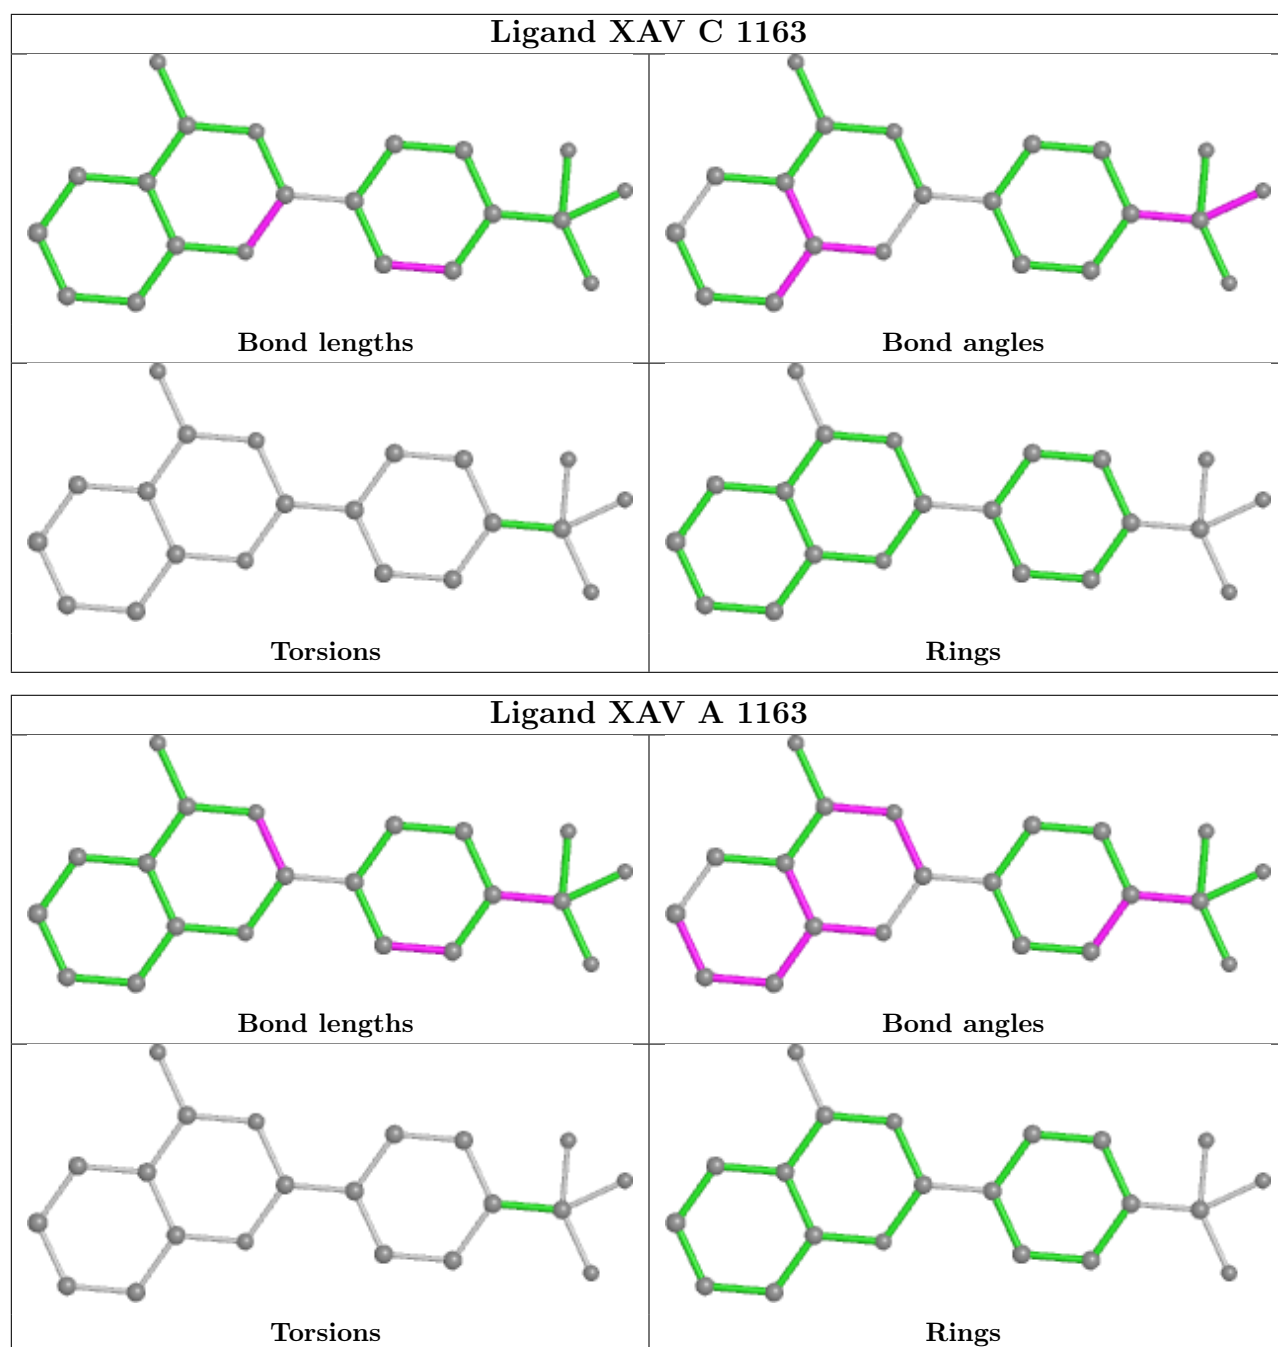 Ligand XAV C 1163
Bond lengths
Bond angles
Torsions
Rings
Ligand XAV A 1163
Bond lengths
Bond angles
Torsions
Rings